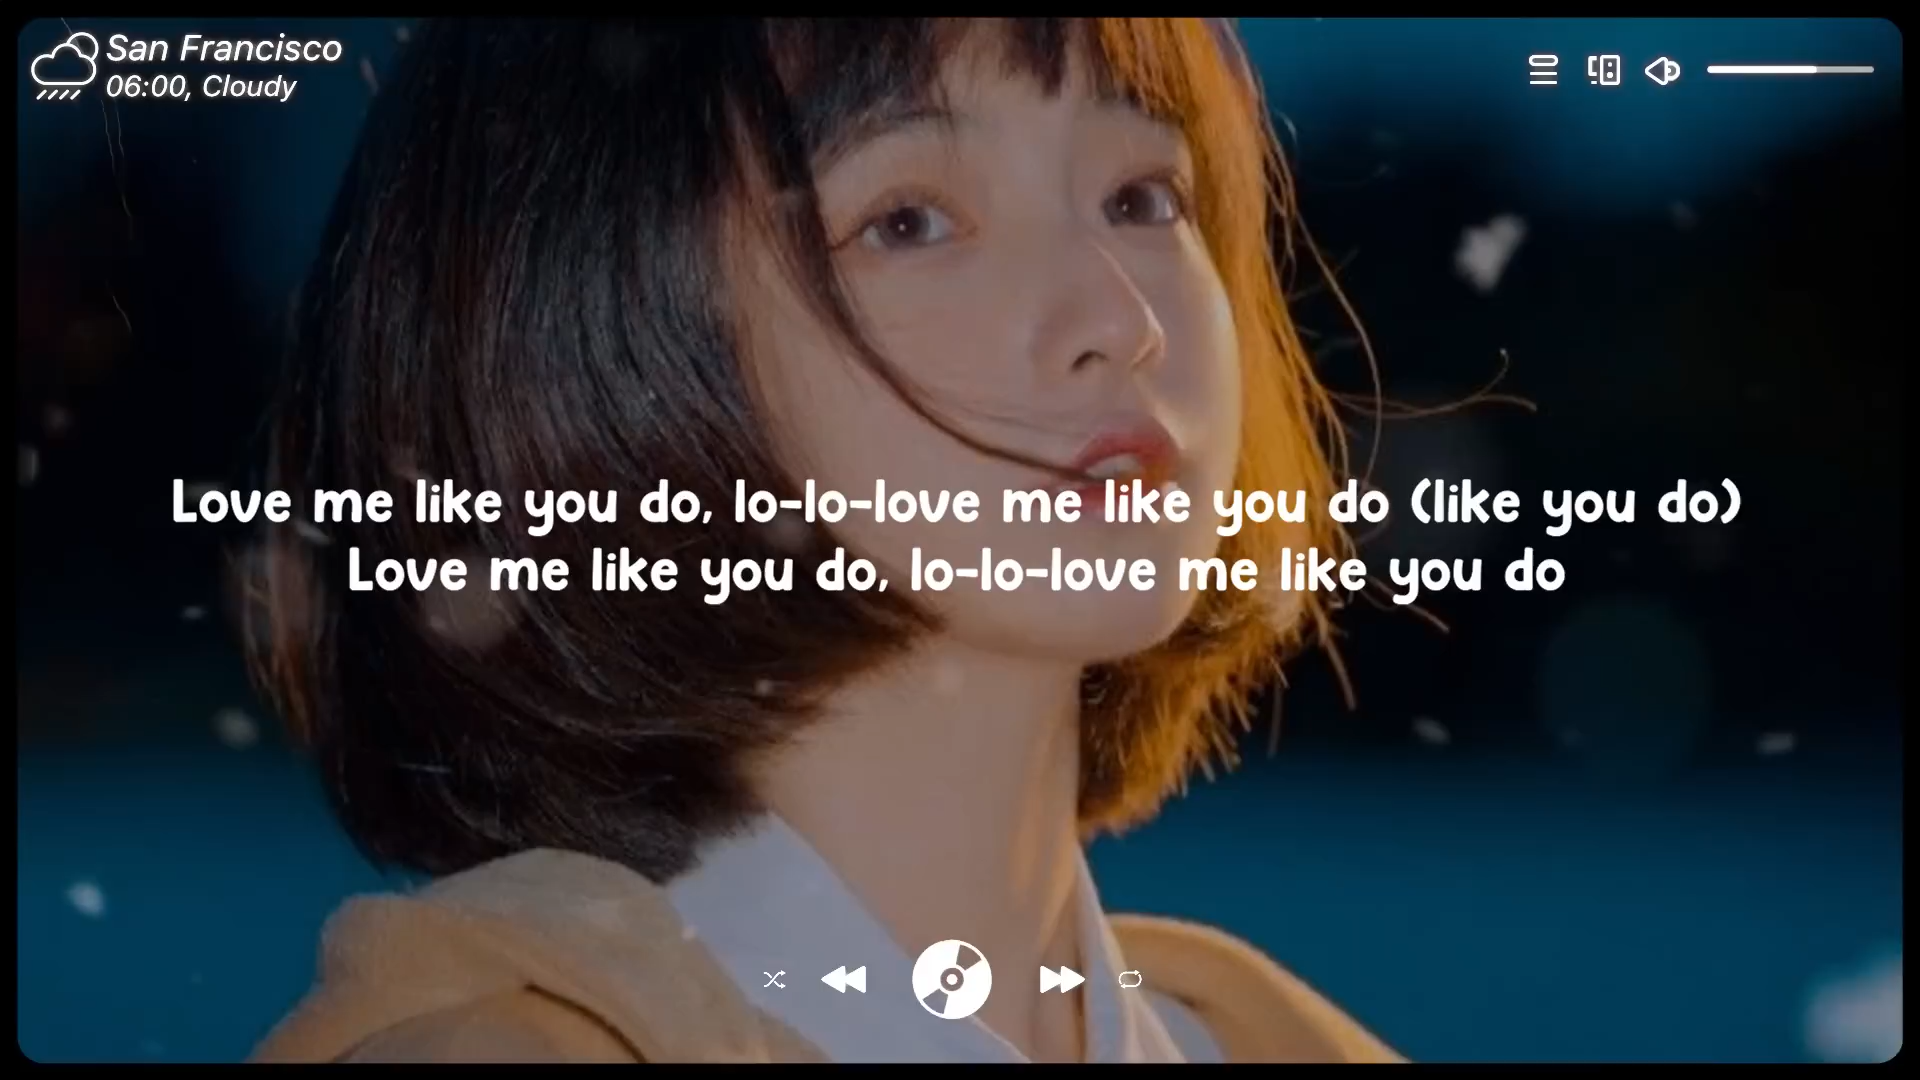 San Francisco
06:00, Cloudy
Love me like you do, lo-lo-love me like you do (like you do)
Love me like you do, lo-lo-love me like you do